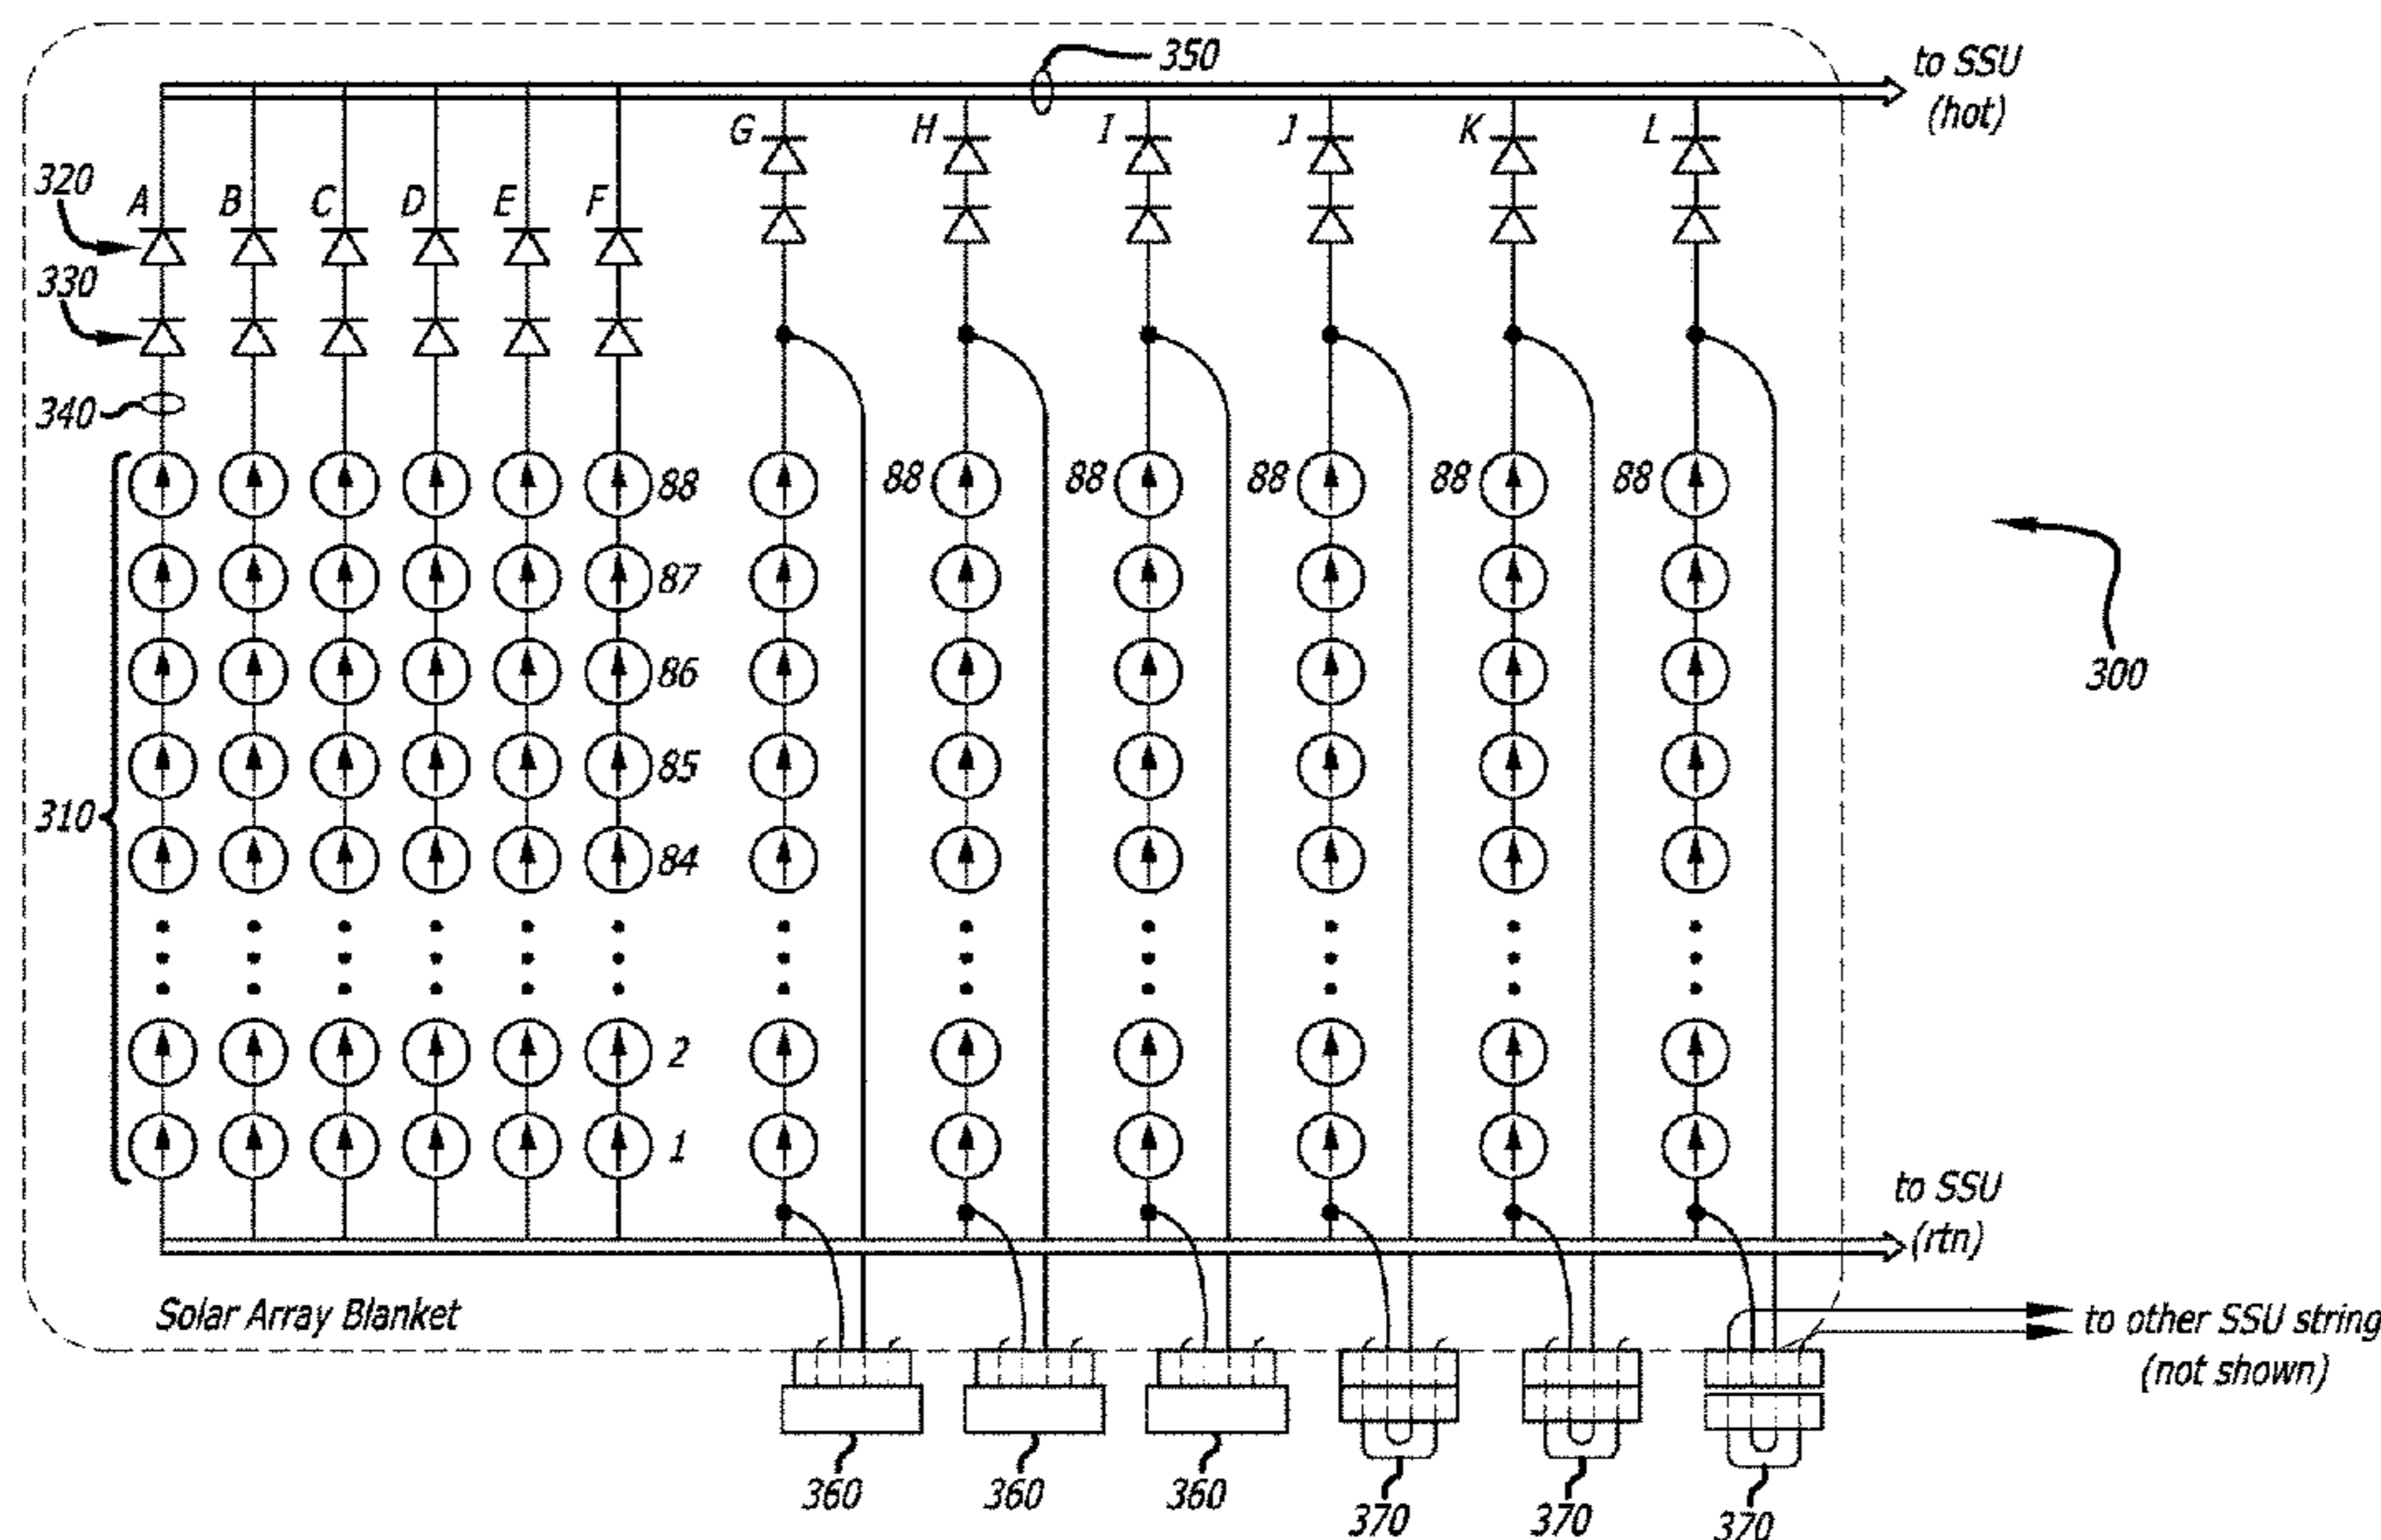 350
to SSU
(hot)
G H I J K L
320
A B C D E F
330
340
88 88 88 88 88 88
87
86
300
85
310
84
2
1
to SSU
(rtn)
Solar Array Blanket
to other SSU string
(not shown)
360 360 360 370 370 370